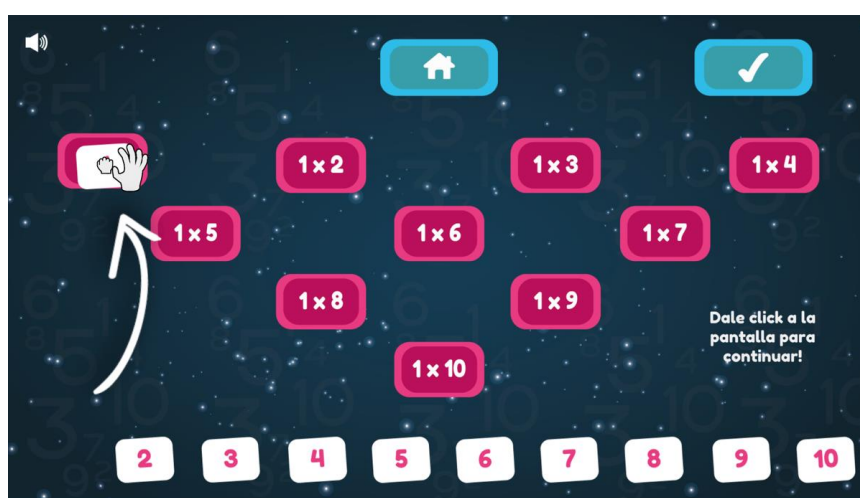 1 x 2
1 x 3
1 x 4
1 x 5
1 x 6
1 x 7
1 x 8
1 x 9
Dale click a la
pantalla para
continuar!
1 x 10
2
3
4
5
6
7
8
9
10